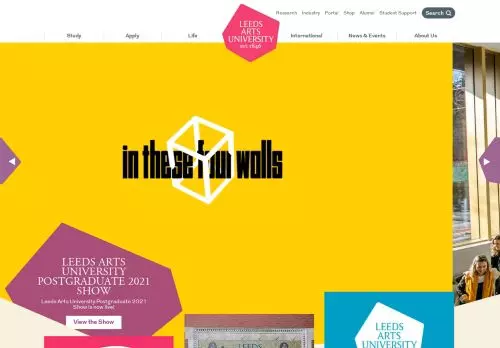 Research Industry Portal Shop Alumni Student Support Search
LEEDS
ARTS
UNIVERSITY
est.1846
Study Apply Life International News & Events About Us
in these four walls
LEEDS ARTS
UNIVERSITY
POSTGRADUATE 2021
SHOW
Leeds Arts University Postgraduate 2021
Show is now live!
View the Show
LEEDS
LEEDS
ARTS
UNIVERSITY